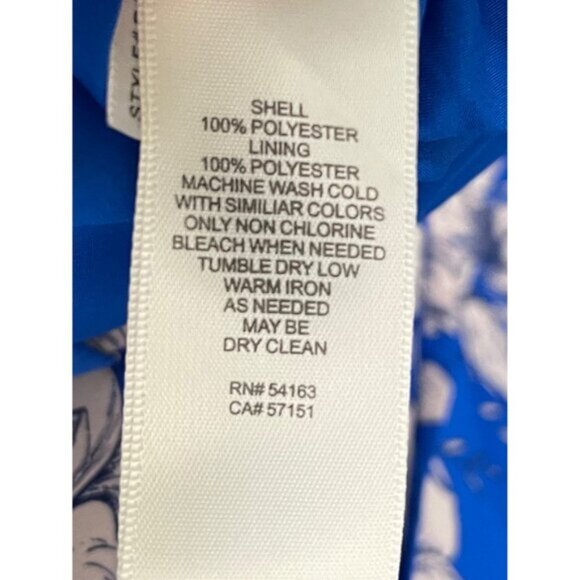 STYLE#
SHELL
100% POLYESTER
LINING
100% POLYESTER
MACHINE WASH COLD
WITH SIMILIAR COLORS
ONLY NON CHLORINE
BLEACH WHEN NEEDED
TUMBLE DRY LOW
WARM IRON
AS NEEDED
MAY BE
DRY CLEAN
RN# 54163
CA# 57151